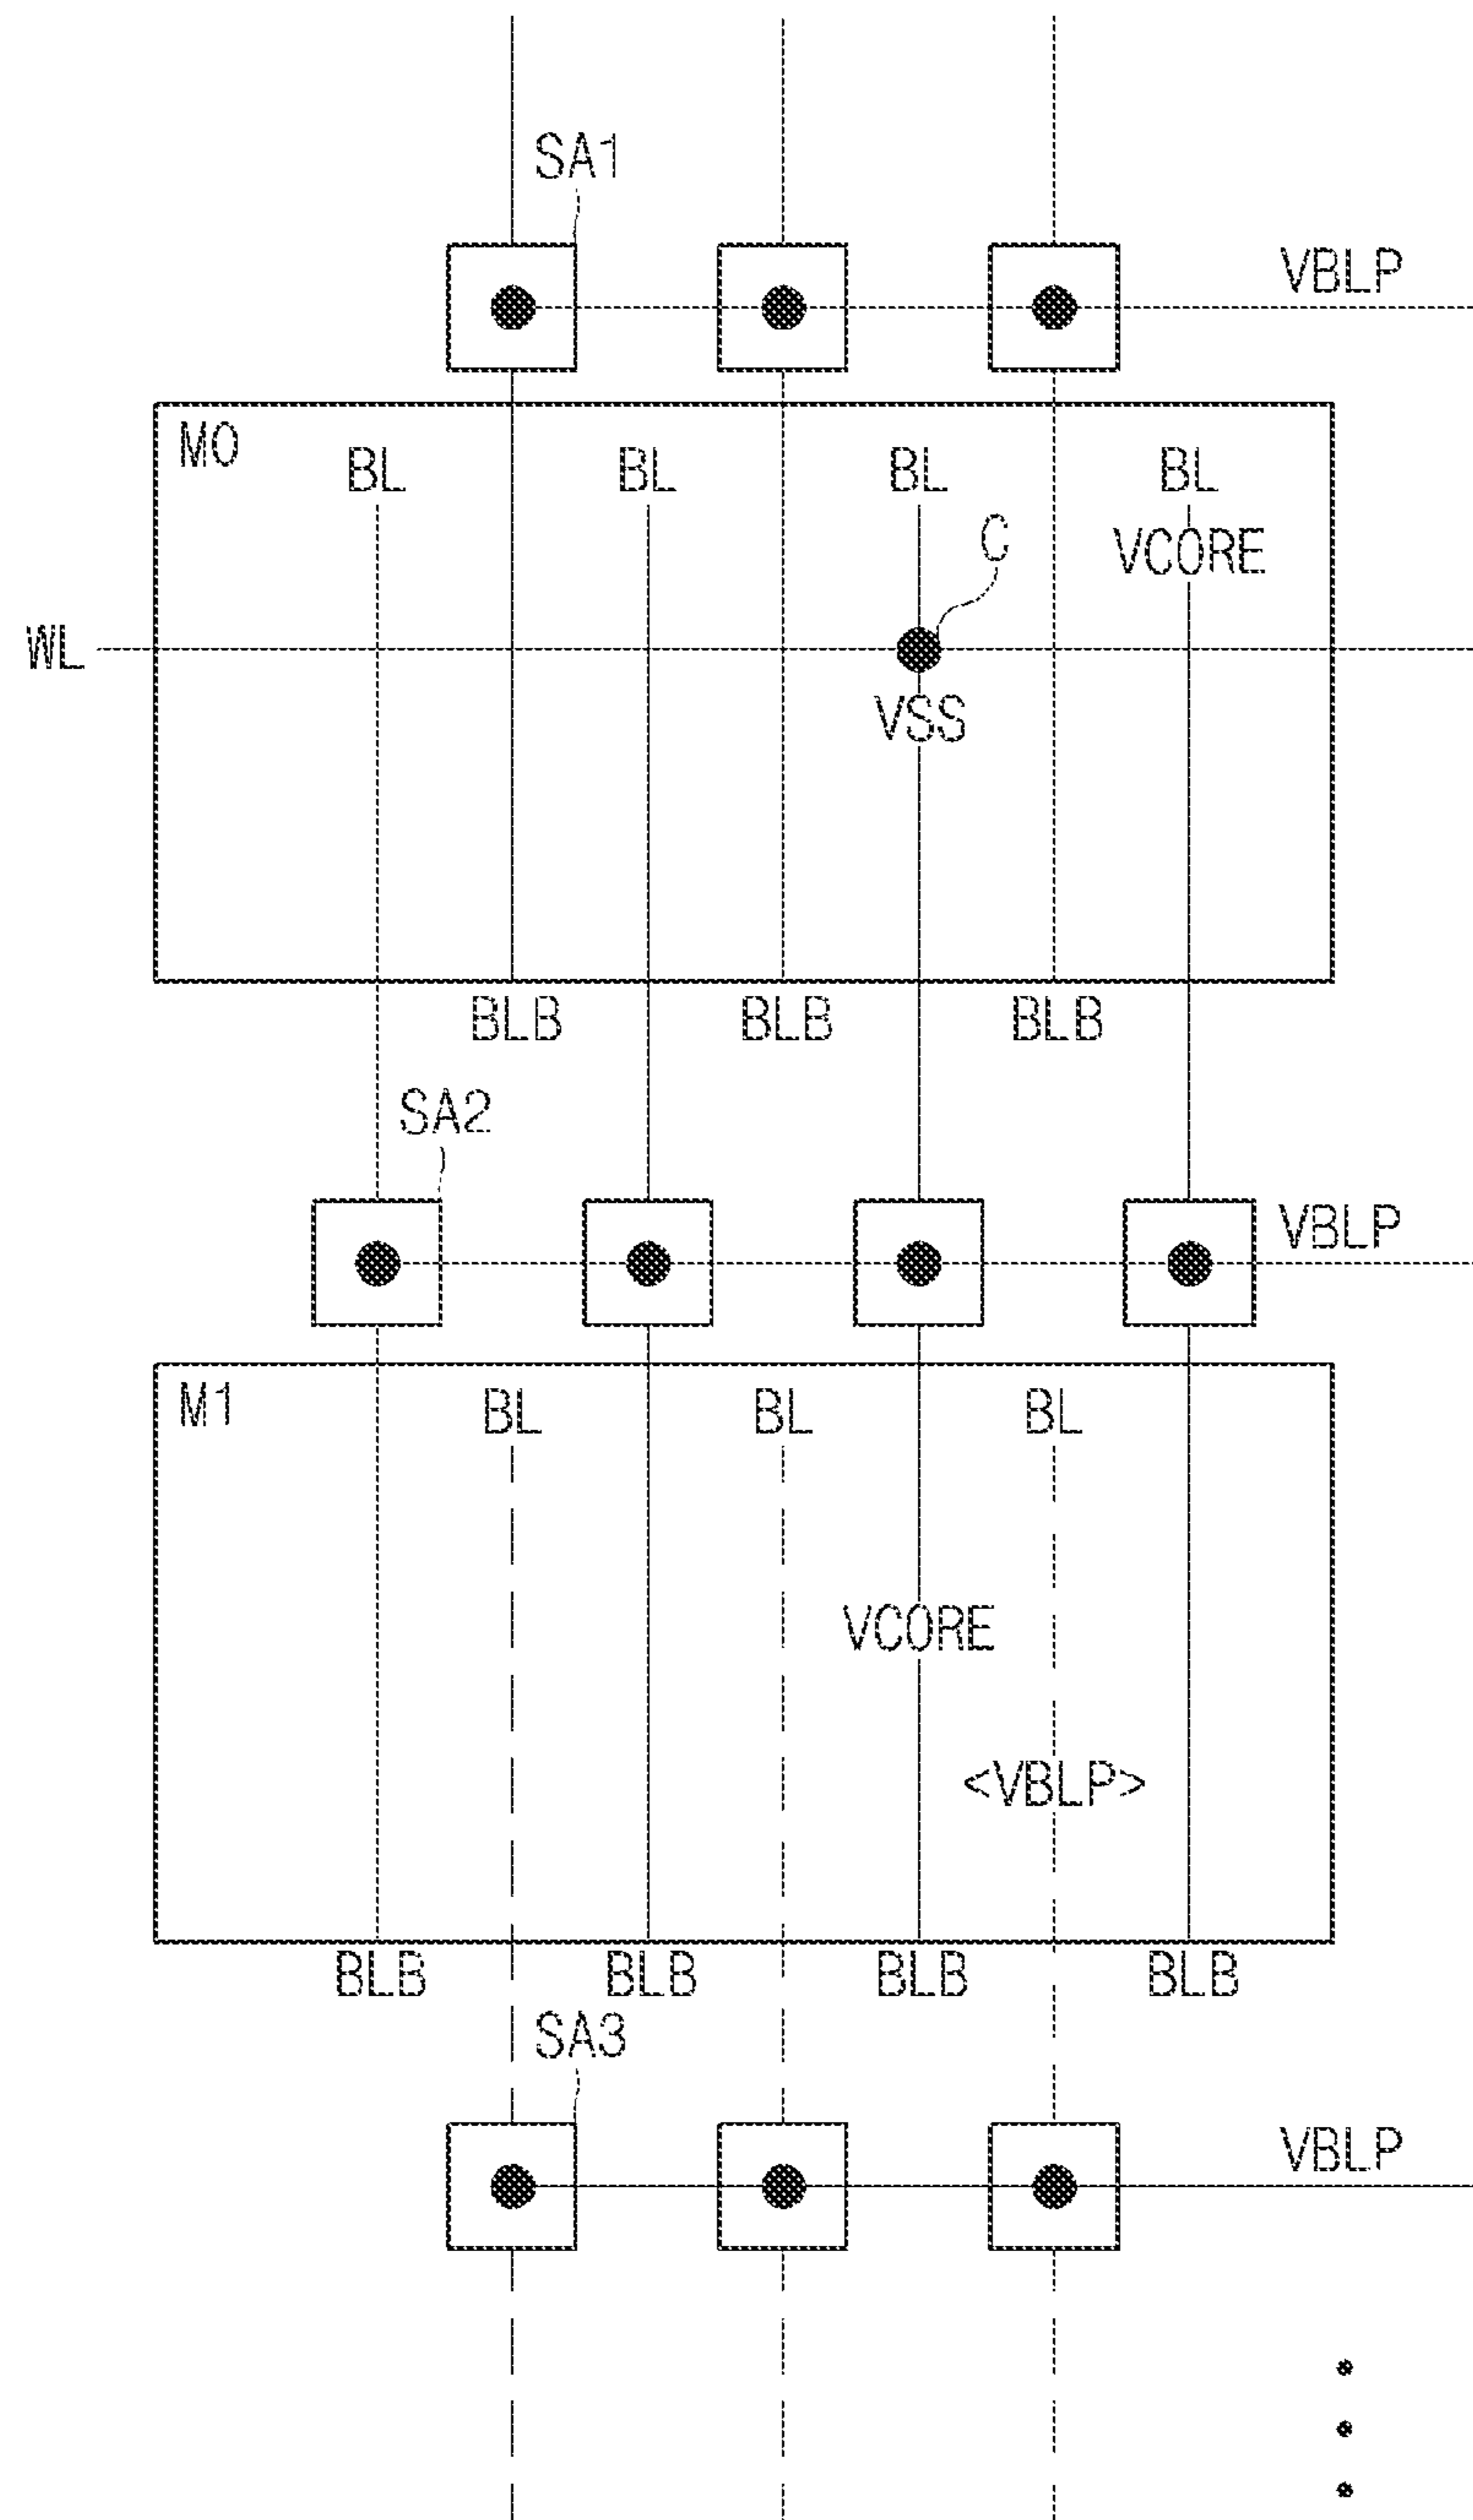 SA1
VBLP
M0
BL BL BL BL
C
VCORE
WL
VSS
BLB BLB BLB
SA2
VBLP
M1
BL BL BL
VCORE
<VBLP>
BLB BLB BLB BLB
SA3
VBLP